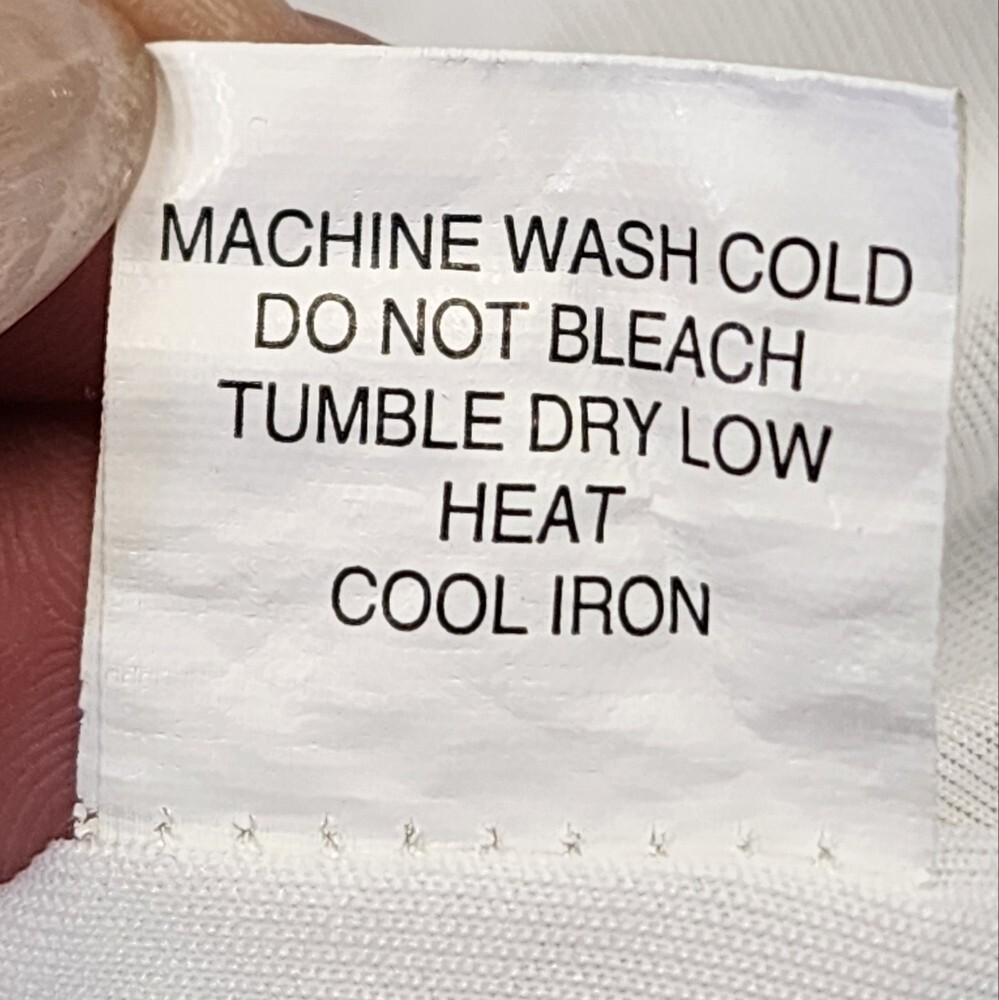 MACHINE WASH COLD
DO NOT BLEACH
TUMBLE DRY LOW
HEAT
COOL IRON